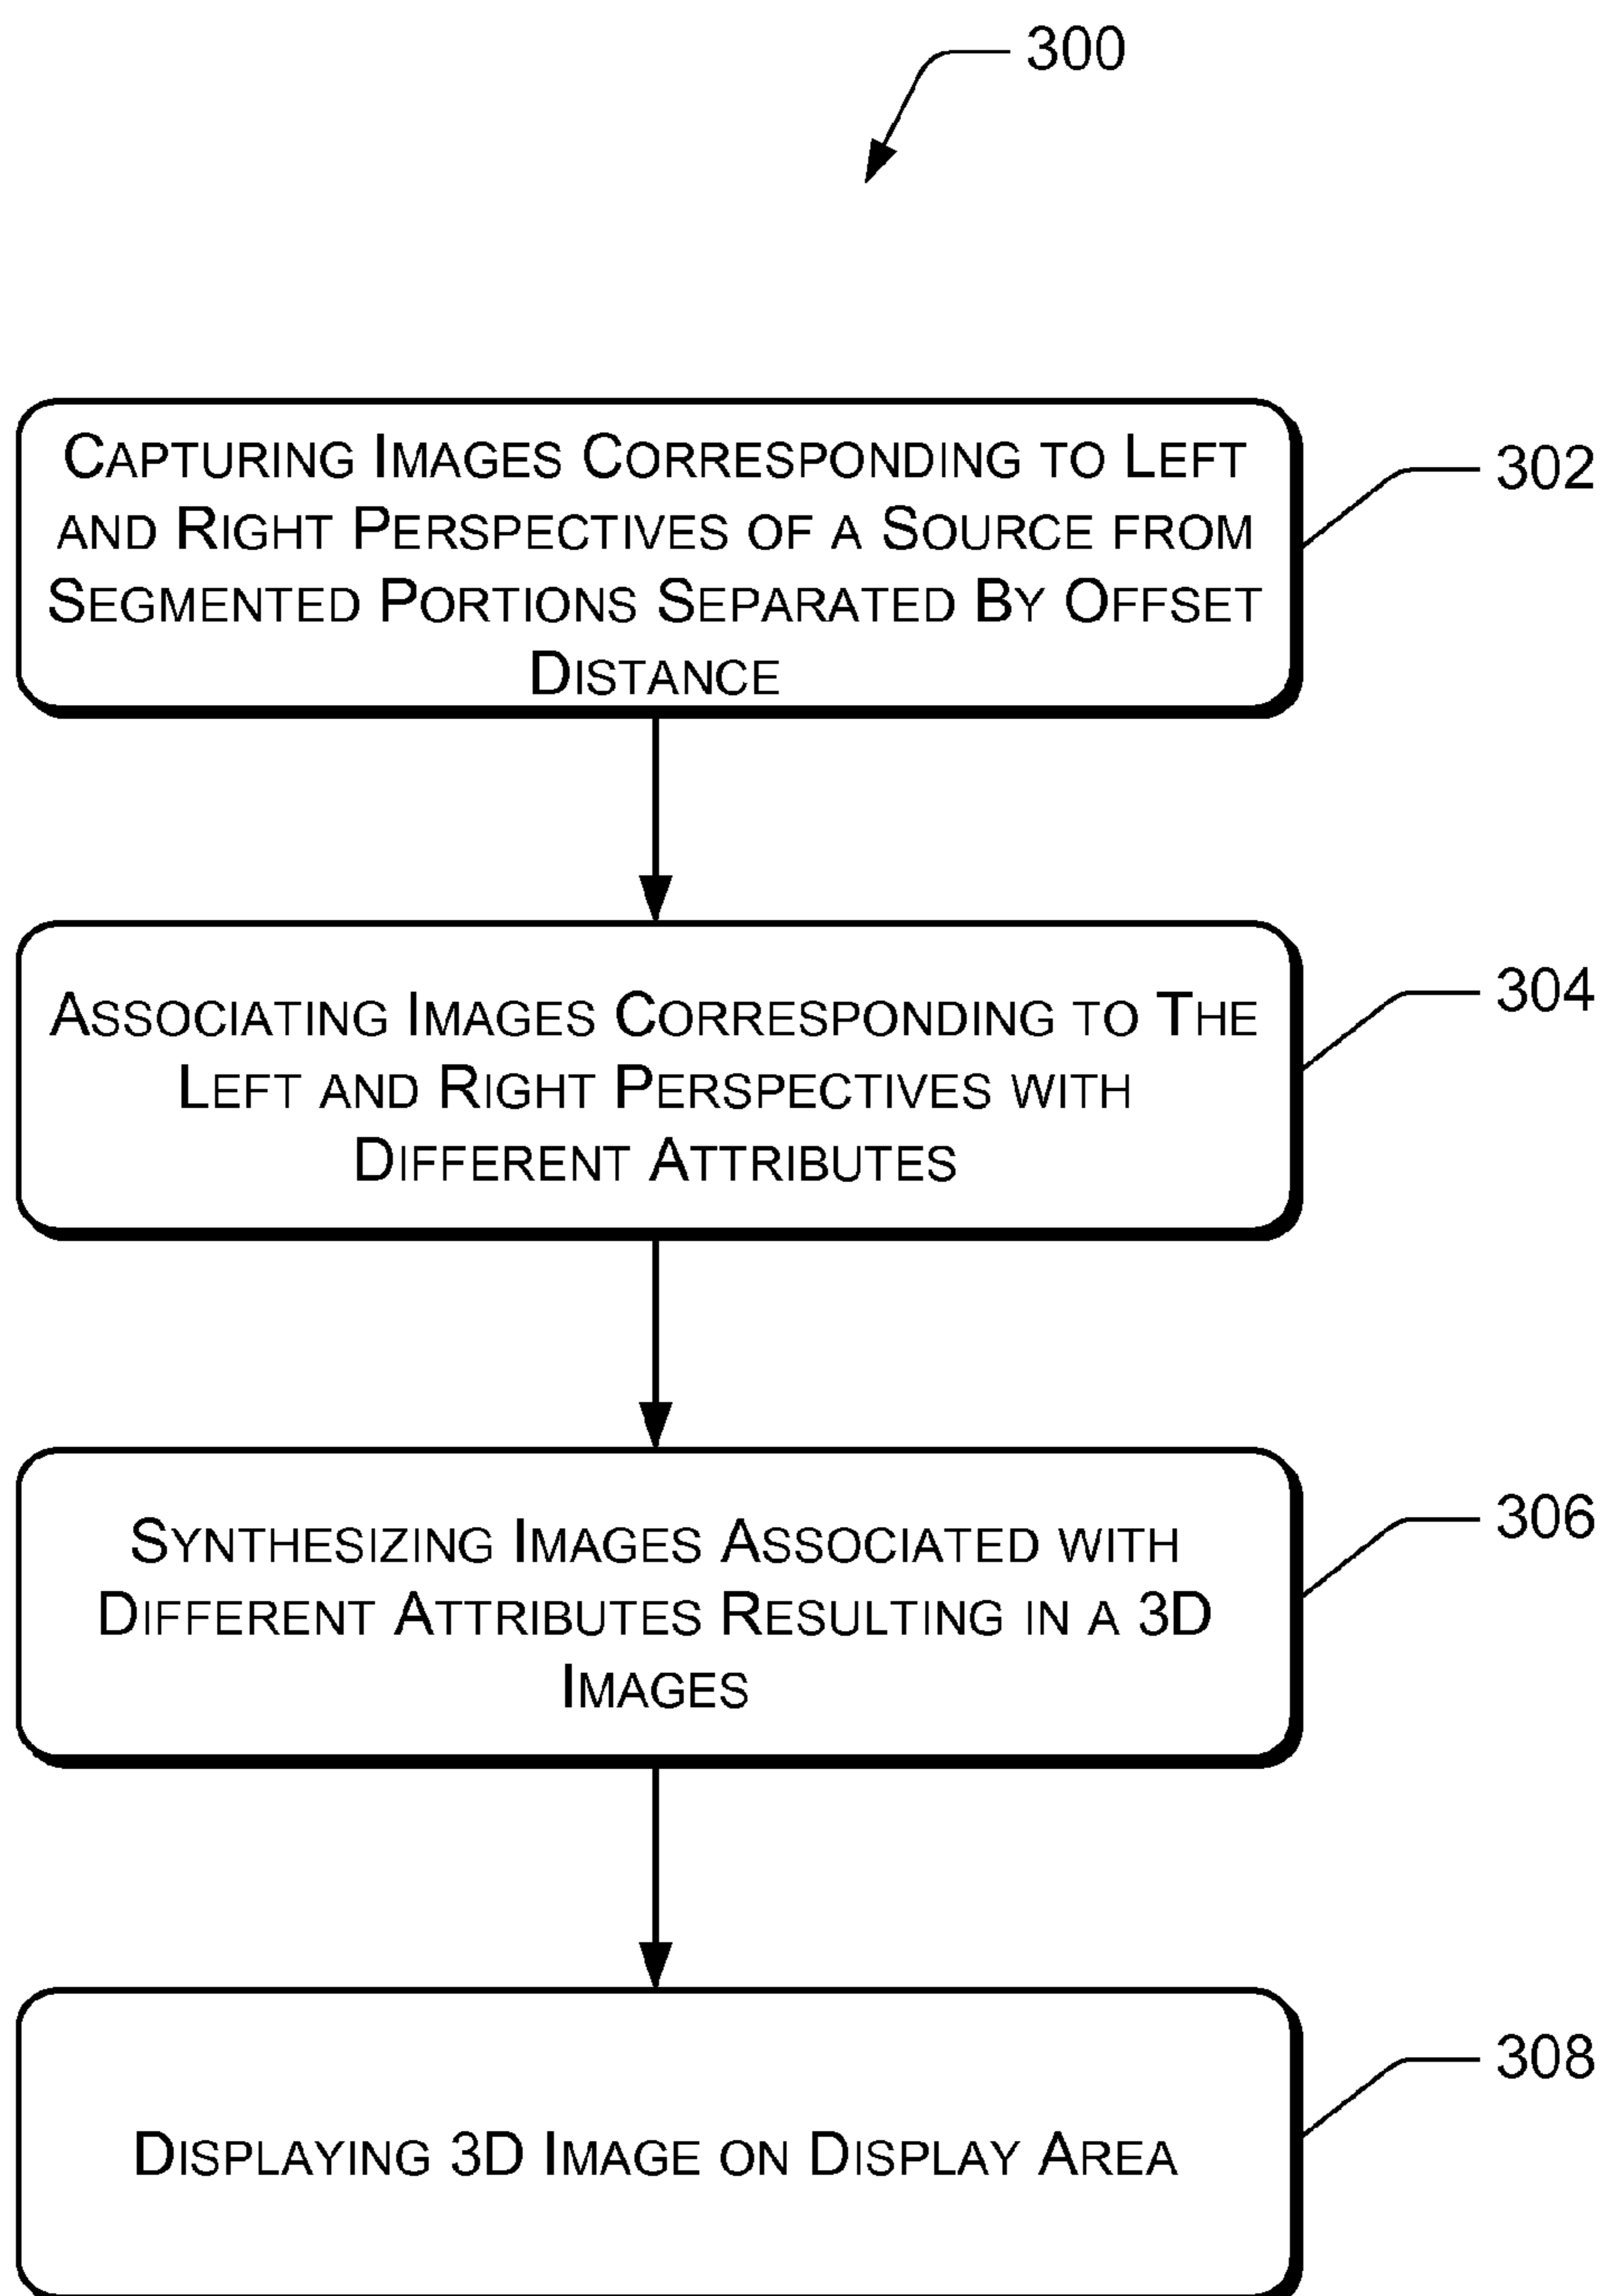 300
CAPTURING IMAGES CORRESPONDING TO LEFT
AND RIGHT PERSPECTIVES OF A SOURCE FROM
SEGMENTED PORTIONS SEPARATED BY OFFSET
DISTANCE
302
ASSOCIATING IMAGES CORRESPONDING TO THE
LEFT AND RIGHT PERSPECTIVES WITH
DIFFERENT ATTRIBUTES
304
SYNTHESIZING IMAGES ASSOCIATED WITH
DIFFERENT ATTRIBUTES RESULTING IN A 3D
IMAGES
306
DISPLAYING 3D IMAGE ON DISPLAY AREA
308